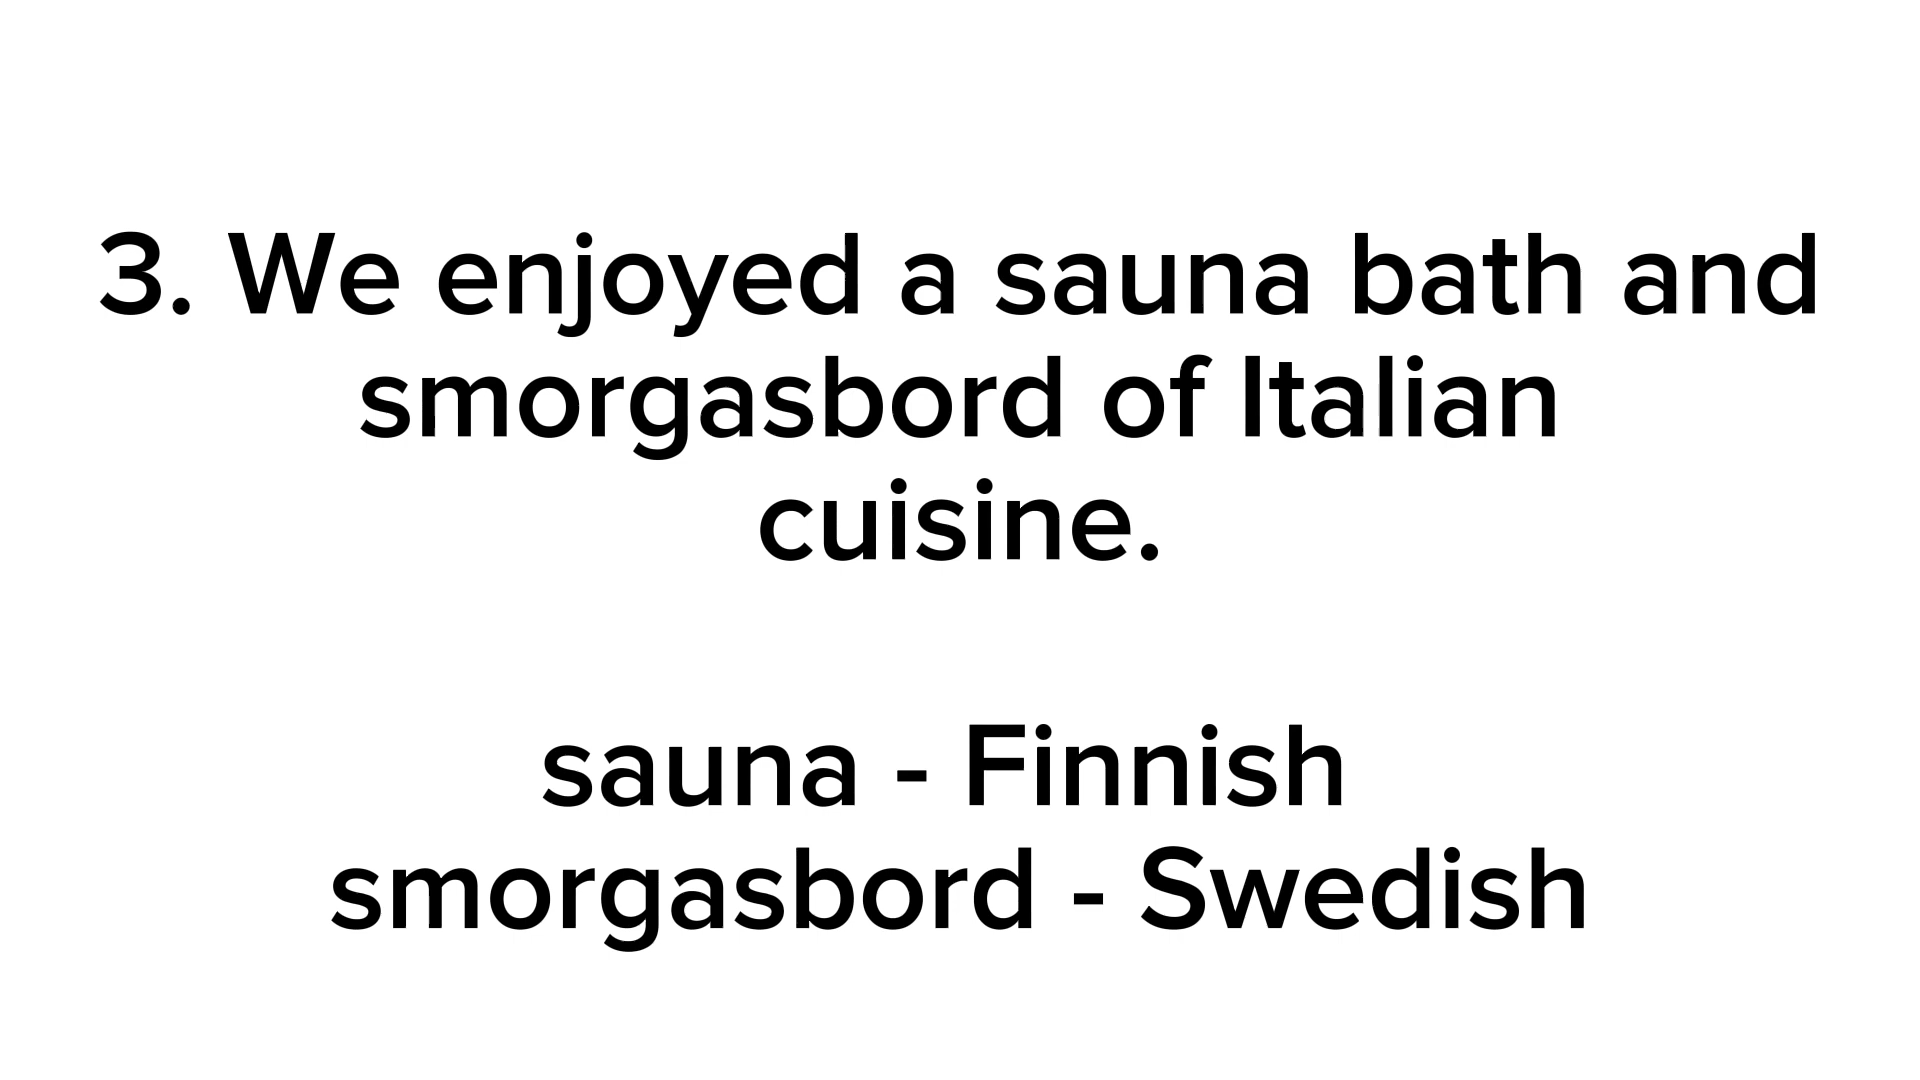 3. We enjoyed a sauna bath and
smorgasbord of Italian
cuisine.
sauna - Finnish
smorgasbord - Swedish